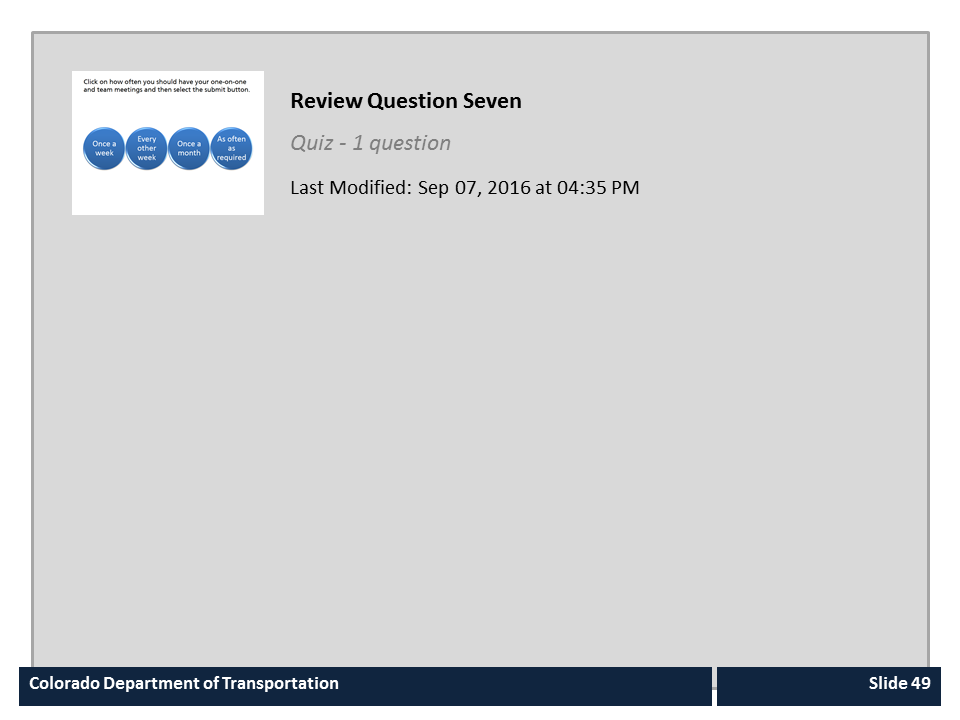 Click on how often you should have your one-on-one
and team meetings and then select the submit button.
Once a
week
Every
other
week
Once a
month
As often
as
required
Review Question Seven
Quiz - 1 question
Last Modified: Sep 07, 2016 at 04:35 PM
Colorado Department of Transportation
Slide 49